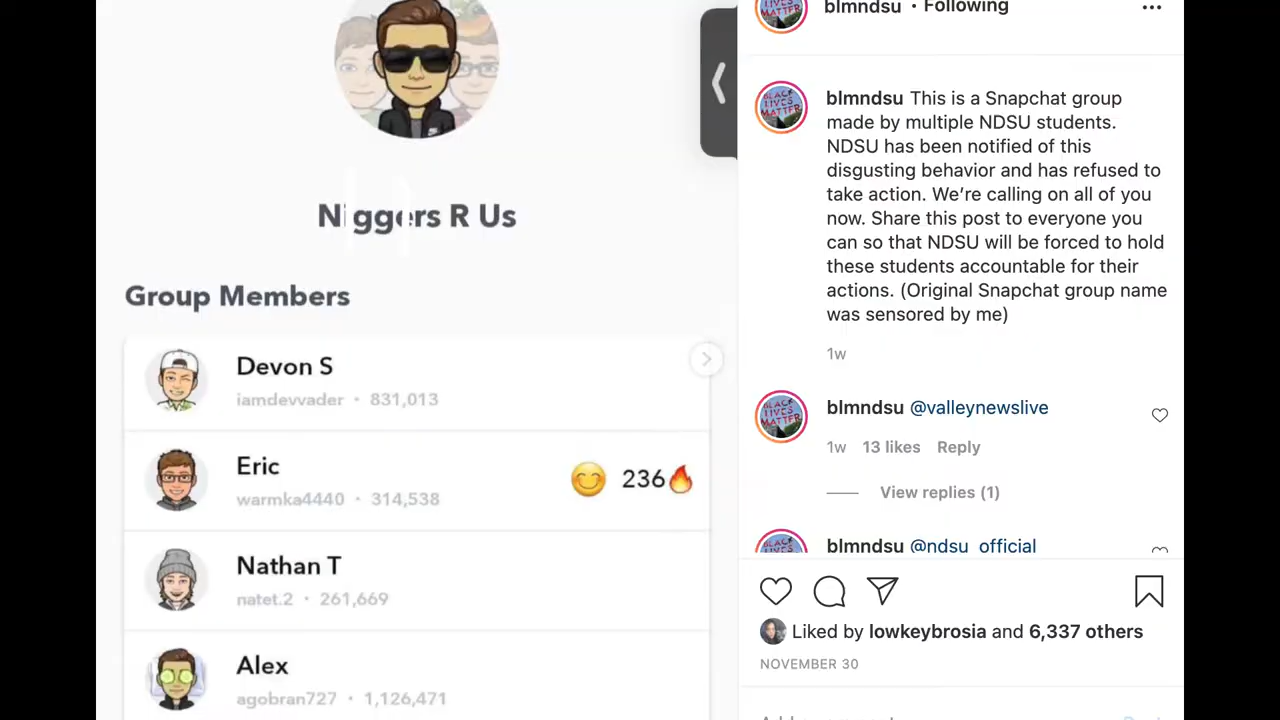 Niggers R Us
Group Members
Devon S
iamdevvader • 831,013
Eric
warmka4440 • 314,538
236
Nathan T
natet.2 • 261,669
Alex
agobran727 • 1,126,471
blmndsu • Following
BLACK LIVES MATTER
blmndsu This is a Snapchat group
made by multiple NDSU students.
NDSU has been notified of this
disgusting behavior and has refused to
take action. We’re calling on all of you
now. Share this post to everyone you
can so that NDSU will be forced to hold
these students accountable for their
actions. (Original Snapchat group name
was sensored by me)
1w
blmndsu @valleynewslive
1w 13 likes Reply
View replies (1)
blmndsu @ndsu_official
Liked by lowkeybrosia and 6,337 others
NOVEMBER 30